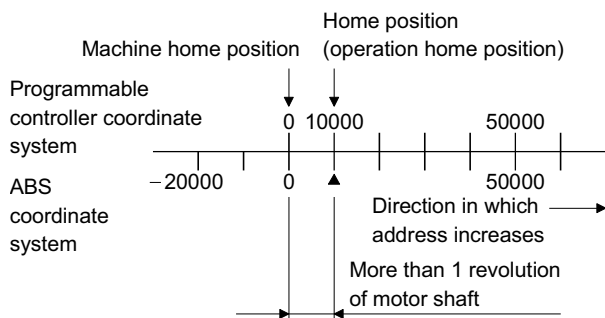 Home position
Machine home position
(operation home position)
Programmable
controller coordinate
system
0 10000 50000
−20000 0 50000
ABS
coordinate
system
Direction in which
address increases
More than 1 revolution
of motor shaft